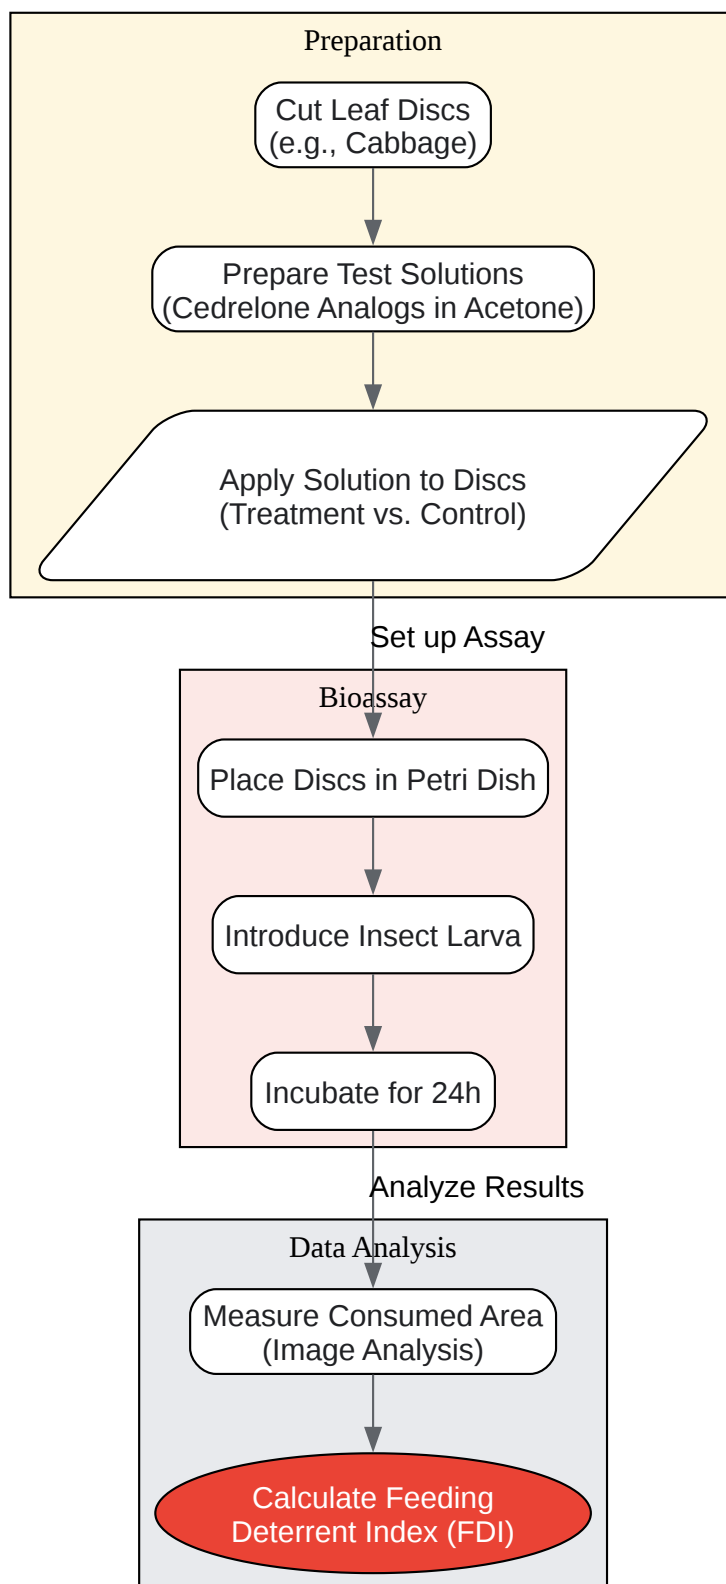 Preparation
Cut Leaf Discs
(e.g., Cabbage)
Prepare Test Solutions
(Cedrelone Analogs in Acetone)
Apply Solution to Discs
(Treatment vs. Control)
Set up Assay
Bioassay
Place Discs in Petri Dish
Introduce Insect Larva
Incubate for 24h
Analyze Results
Data Analysis
Measure Consumed Area
(Image Analysis)
Calculate Feeding
Deterrent Index (FDI)